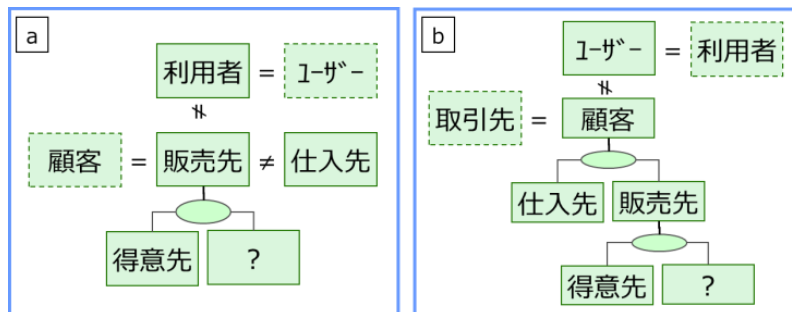 a
利用者 = ﾕｰｻﾞｰ
≠
顧客 = 販売先 ≠ 仕入先
得意先 ?
b
ﾕｰｻﾞｰ = 利用者
≠
取引先 = 顧客
仕入先 販売先
得意先 ?